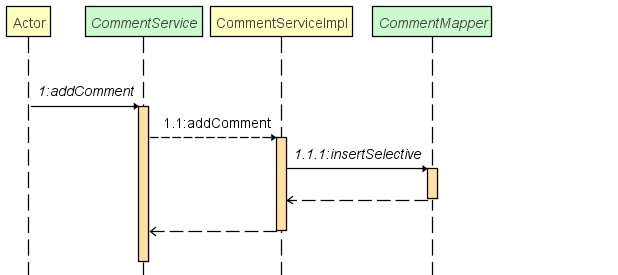 Actor
CommentService
CommentServiceImpl
CommentMapper
1:addComment
1.1:addComment
1.1.1:insertSelective